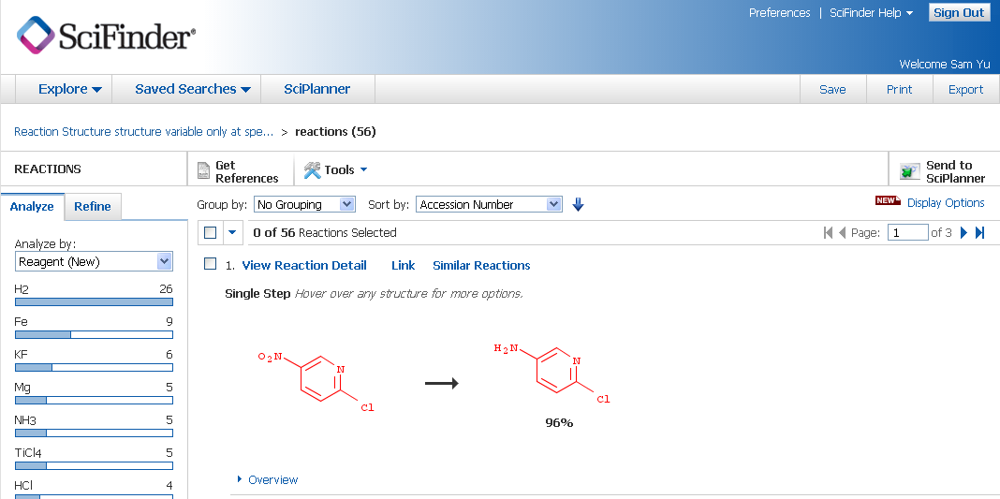 Preferences | SciFinder Help Sign Out
SciFinder®
Welcome Sam Yu
Explore Saved Searches SciPlanner Save Print Export
Reaction Structure structure variable only at spe... > reactions (56)
REACTIONS
Get References
Tools
Send to SciPlanner
Analyze Refine
Group by: No Grouping Sort by: Accession Number
NEW Display Options
0 of 56 Reactions Selected
Page: 1 of 3
Analyze by:
Reagent (New)
H2 26
Fe 9
KF 6
Mg 5
NH3 5
TiCl4 5
HCl 4
1. View Reaction Detail Link Similar Reactions
Single Step Hover over any structure for more options.
O2N N Cl
H2N N Cl
96%
Overview